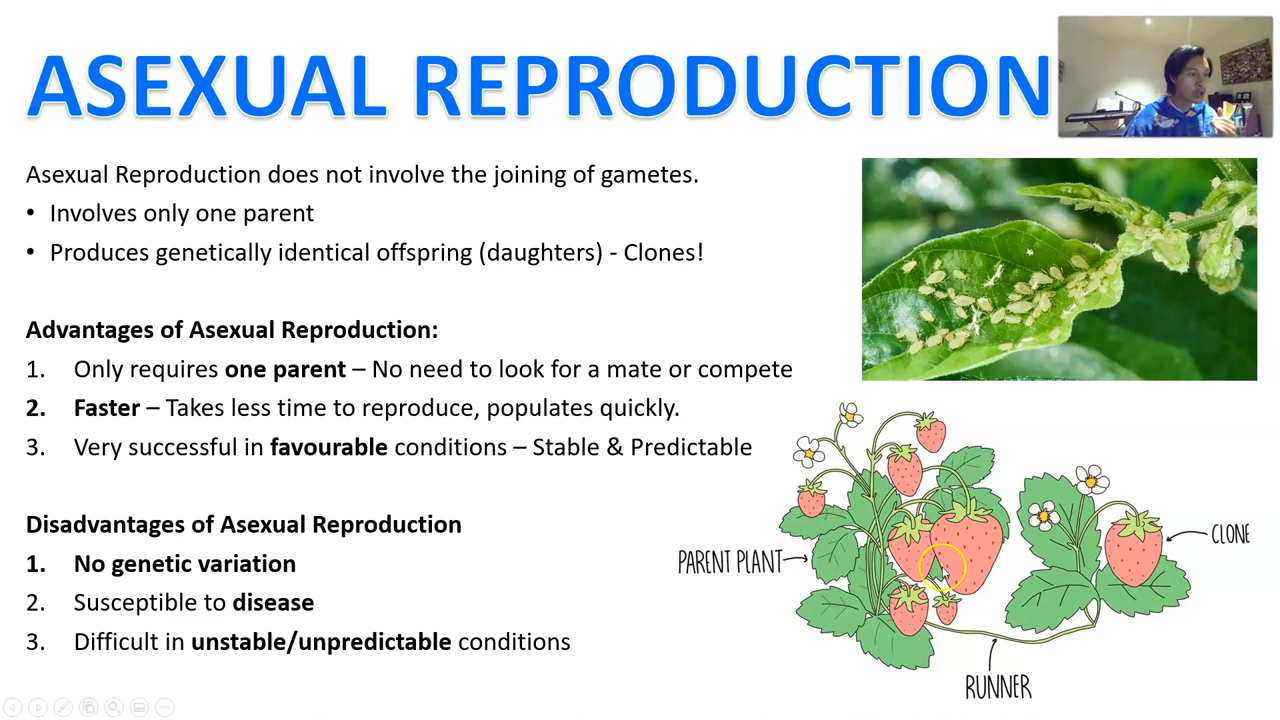 ASEXUAL REPRODUCTION
Asexual Reproduction does not involve the joining of gametes.
• Involves only one parent
• Produces genetically identical offspring (daughters) - Clones!
Advantages of Asexual Reproduction:
1. Only requires one parent – No need to look for a mate or compete
2. Faster – Takes less time to reproduce, populates quickly.
3. Very successful in favourable conditions – Stable & Predictable
Disadvantages of Asexual Reproduction
1. No genetic variation
2. Susceptible to disease
3. Difficult in unstable/unpredictable conditions
PARENT PLANT
CLONE
RUNNER